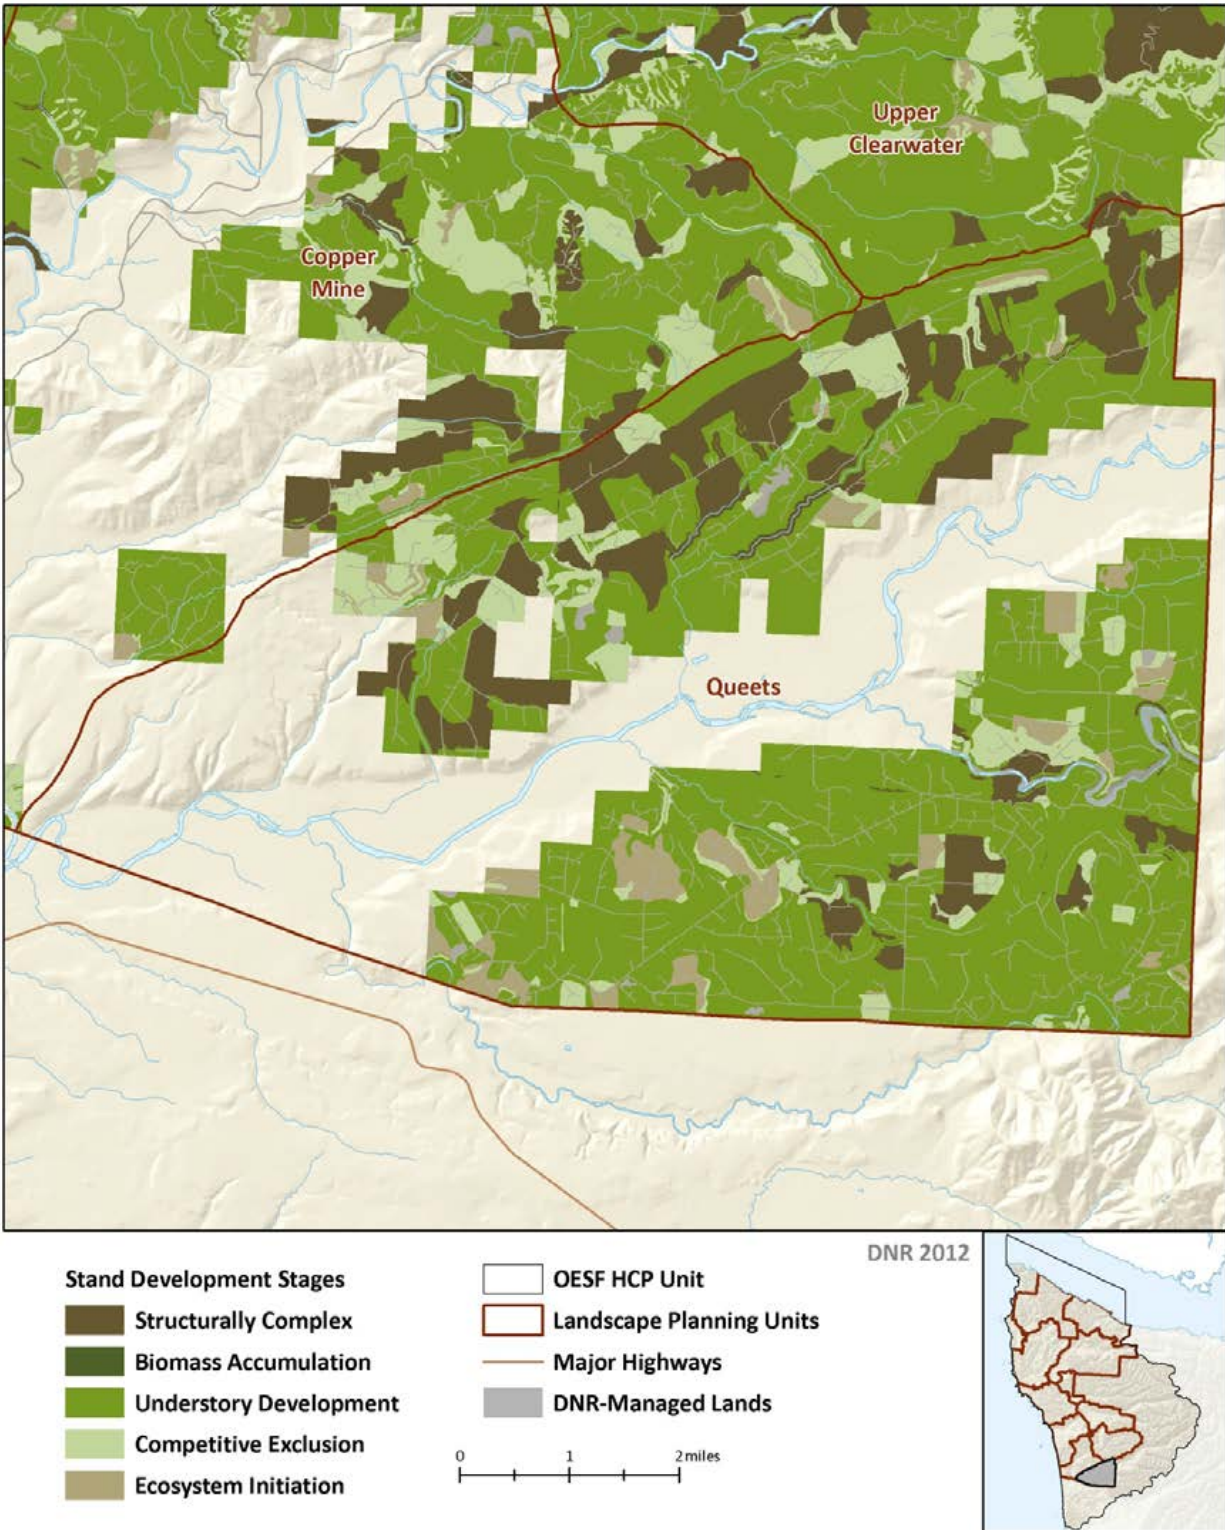 Upper
Clearwater
Copper
Mine
Queets
DNR 2012
Stand Development Stages
Structurally Complex
Biomass Accumulation
Understory Development
Competitive Exclusion
Ecosystem Initiation
OESF HCP Unit
Landscape Planning Units
Major Highways
DNR-Managed Lands
0 1 2 miles